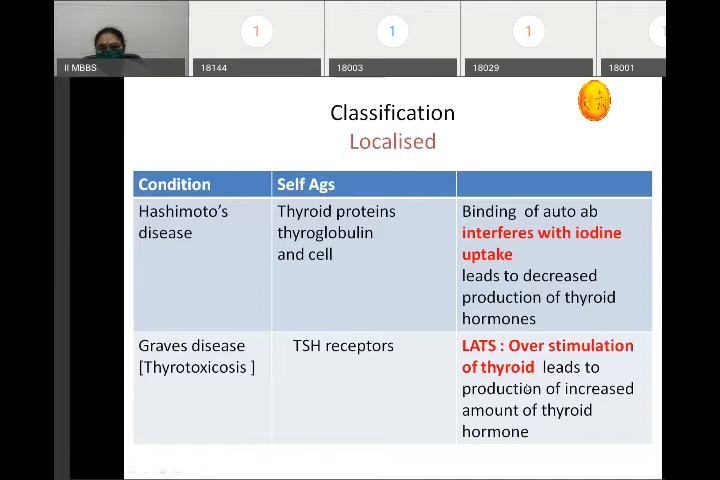 1
1
1
1
II MBBS
18144
18003
18029
18001
Classification
Localised
Condition
Self Ags
Hashimoto's
disease
Thyroid proteins
thyroglobulin
and cell
Binding of auto ab
interferes with iodine
uptake
leads to decreased
production of thyroid
hormones
Graves disease
[Thyrotoxicosis ]
TSH receptors
LATS : Over stimulation
of thyroid leads to
production of increased
amount of thyroid
hormone